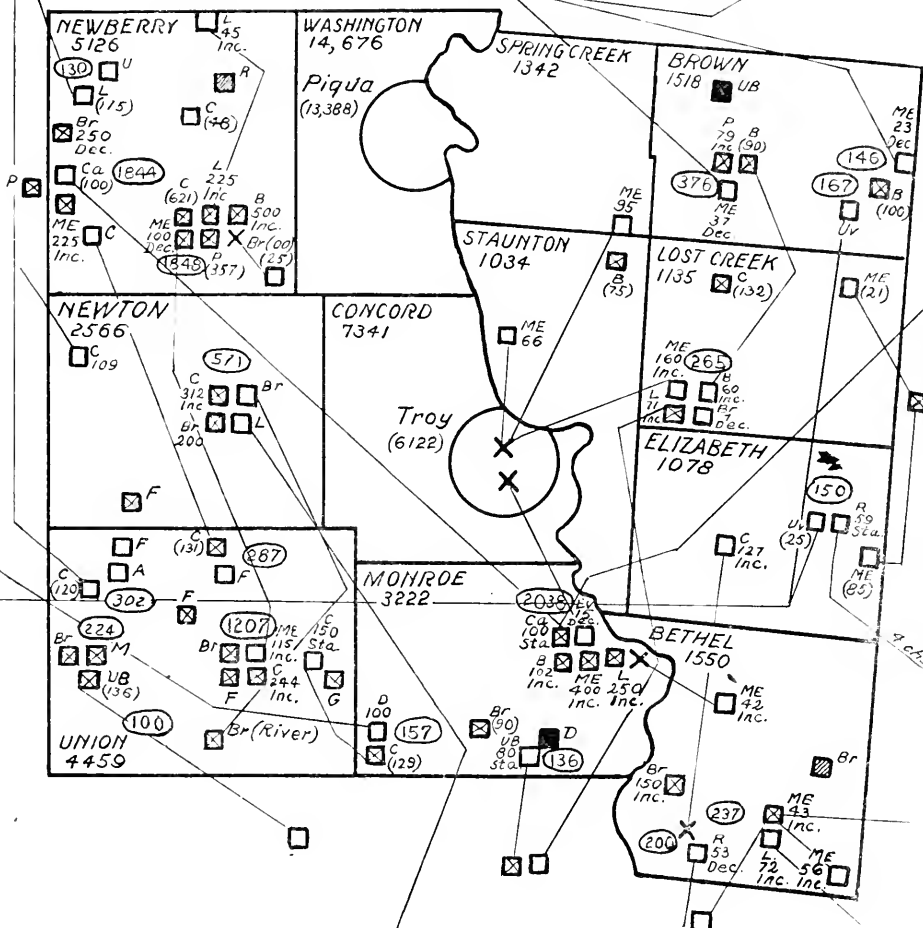 NEWBERRY
5126
L
45
Inc.
130
U
L
(115)
R
C
(46)
Br
250
Dec.
Ca
(100)
1844
P
ME
225
Inc.
C
L
225
Inc
C
(621)
B
500
Inc.
ME
100
Dec.
Br(00)
(25)
1848
P
(357)
WASHINGTON
14,676
Piqua
(13,388)
SPRING CREEK
1342
ME
95
BROWN
1518
UB
P
79
Inc
B
(90)
376
ME
37
Dec.
ME
23
Dec
146
167
B
(100)
Uv
NEWTON
2566
C
109
571
C
312
Inc
Br
Br
200
L
F
CONCORD
7341
Troy
(6122)
STAUNTON
1034
B
(75)
ME
66
LOST CREEK
1135
C
(132)
ME
(21)
ME
160
Inc.
265
B
60
Inc.
L
71
Inc
Br
7
Dec.
ELIZABETH
1078
150
Uv
(25)
R
59
Sta
ME
(85)
C
127
Inc.
F
C
(131)
287
A
F
C
(129)
302
F
224
Br
M
UB
(136)
1207
Br
ME
115
Inc.
C
150
Sta
F
C
244
Inc.
G
100
Br (River)
UNION
4459
MONROE
3222
2038
Ca
100
Sta
Dec.
B
102
Inc.
ME
400
Inc.
L
250
Inc.
D
100
157
C
(129)
Br
(90)
UB
80
Sta
D
136
BETHEL
1550
4 ch.
ME
42
Inc.
Br
Br
150
Inc.
237
ME
43
Inc.
200
R
53
Dec.
L
72
Inc.
ME
56
Inc.